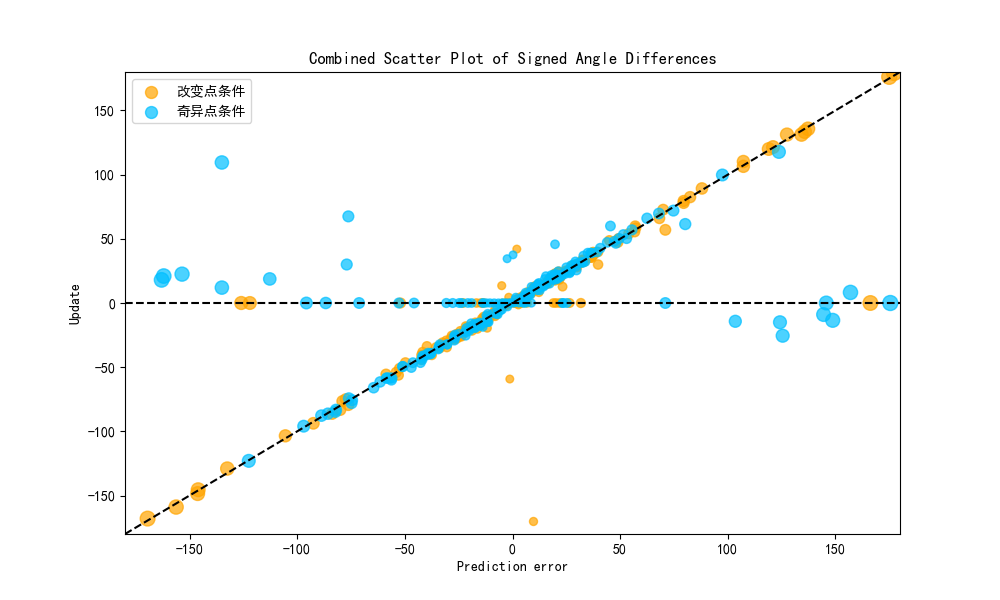 Combined Scatter Plot of Signed Angle Differences
改变点条件
奇异点条件
Update
150
100
50
0
−50
−100
−150
−150
−100
−50
0
50
100
150
Prediction error